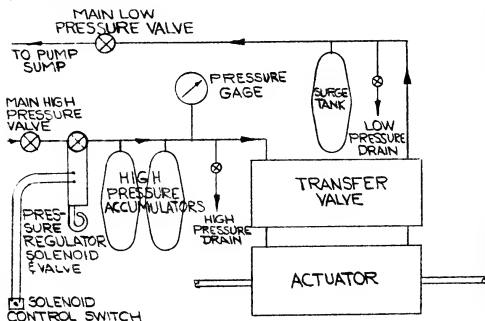 MAIN LOW
PRESSURE VALVE
TO PUMP
SUMP
PRESSURE
GAGE
SURGE
TANK
MAIN HIGH
PRESSURE
VALVE
LOW
PRESSURE
DRAIN
HIGH
PRESSURE
ACCUMULATORS
TRANSFER
VALVE
HIGH
PRESSURE
DRAIN
PRES-
SURE
REGULATOR
SOLENOID
& VALVE
ACTUATOR
SOLENOID
CONTROL SWITCH